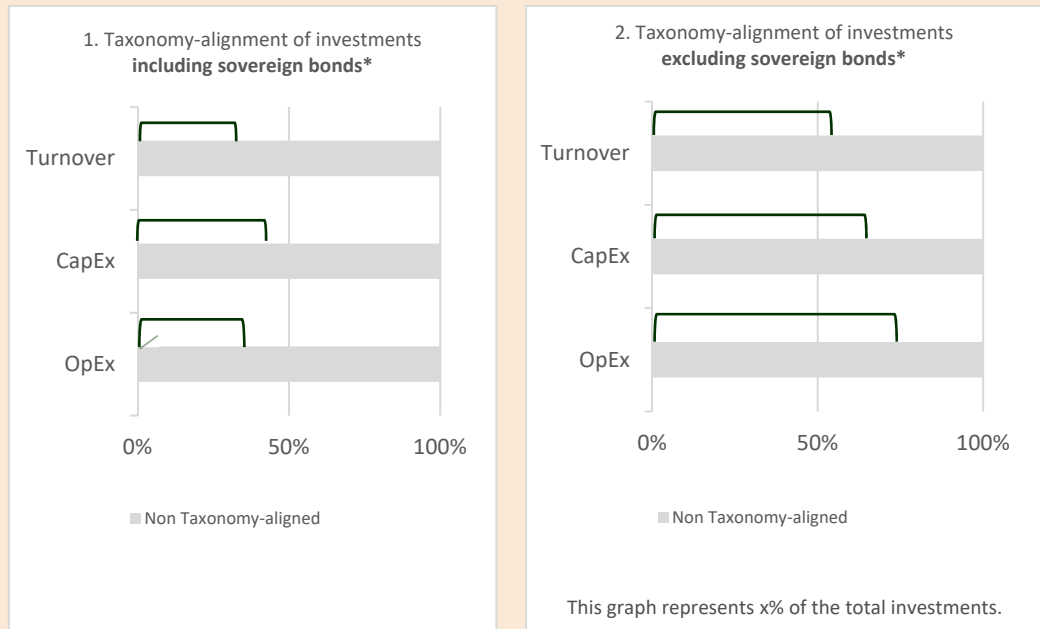 1. Taxonomy-alignment of investments
including sovereign bonds*
Turnover
CapEx
OpEx
0%
50%
100%
Non Taxonomy-aligned
2. Taxonomy-alignment of investments
excluding sovereign bonds*
Turnover
CapEx
OpEx
0%
50%
100%
Non Taxonomy-aligned
This graph represents x% of the total investments.